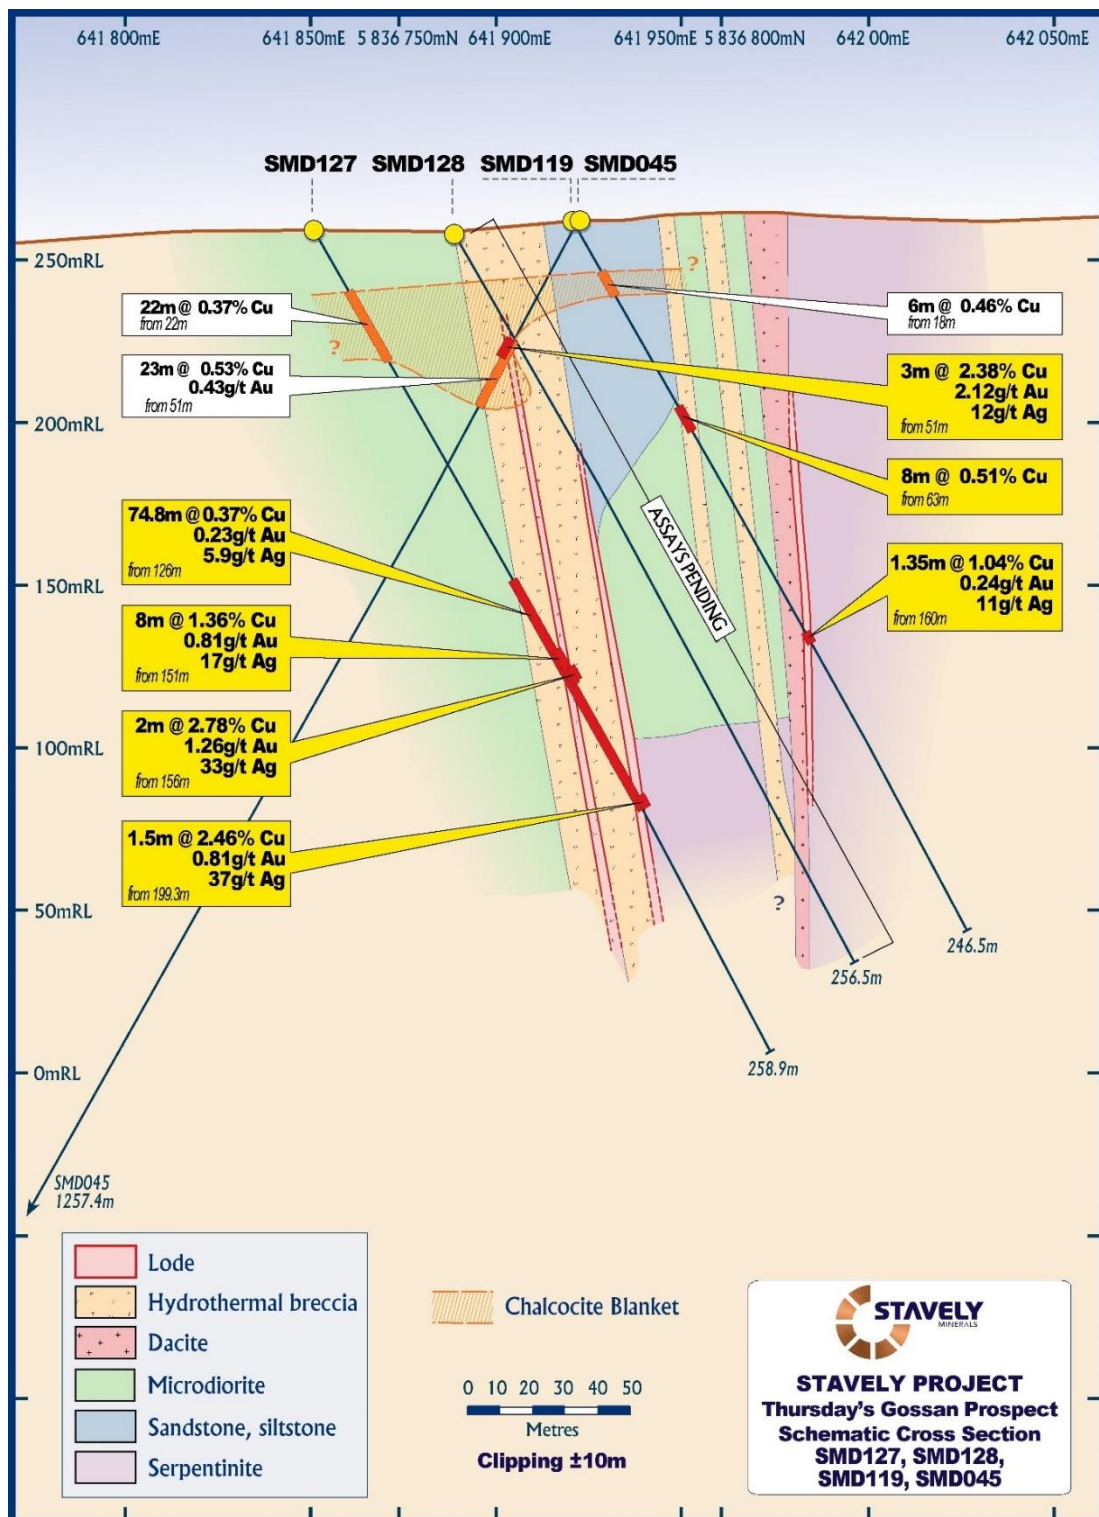 641 800mE
641 850mE
5 836 750mN
641 900mE
641 950mE
5 836 800mN
642 00mE
642 050mE
SMD127
SMD128
SMD119
SMD045
250mRL
?
22m @ 0.37% Cu
from 22m
6m @ 0.46% Cu
from 18m
?
23m @ 0.53% Cu
0.43g/t Au
from 51m
3m @ 2.38% Cu
2.12g/t Au
12g/t Ag
from 51m
200mRL
8m @ 0.51% Cu
from 63m
74.8m @ 0.37% Cu
0.23g/t Au
5.9g/t Ag
from 126m
ASSAYS PENDING
150mRL
1.35m @ 1.04% Cu
0.24g/t Au
11g/t Ag
from 160m
8m @ 1.36% Cu
0.81g/t Au
17g/t Ag
from 151m
2m @ 2.78% Cu
1.26g/t Au
33g/t Ag
from 156m
100mRL
1.5m @ 2.46% Cu
0.81g/t Au
37g/t Ag
from 199.3m
50mRL
?
246.5m
256.5m
258.9m
0mRL
SMD045
1257.4m
Lode
Hydrothermal breccia
Dacite
Microdiorite
Sandstone, siltstone
Serpentinite
Chalcocite Blanket
0 10 20 30 40 50
Metres
Clipping ±10m
STAVELY
MINERALS
STAVELY PROJECT
Thursday's Gossan Prospect
Schematic Cross Section
SMD127, SMD128,
SMD119, SMD045